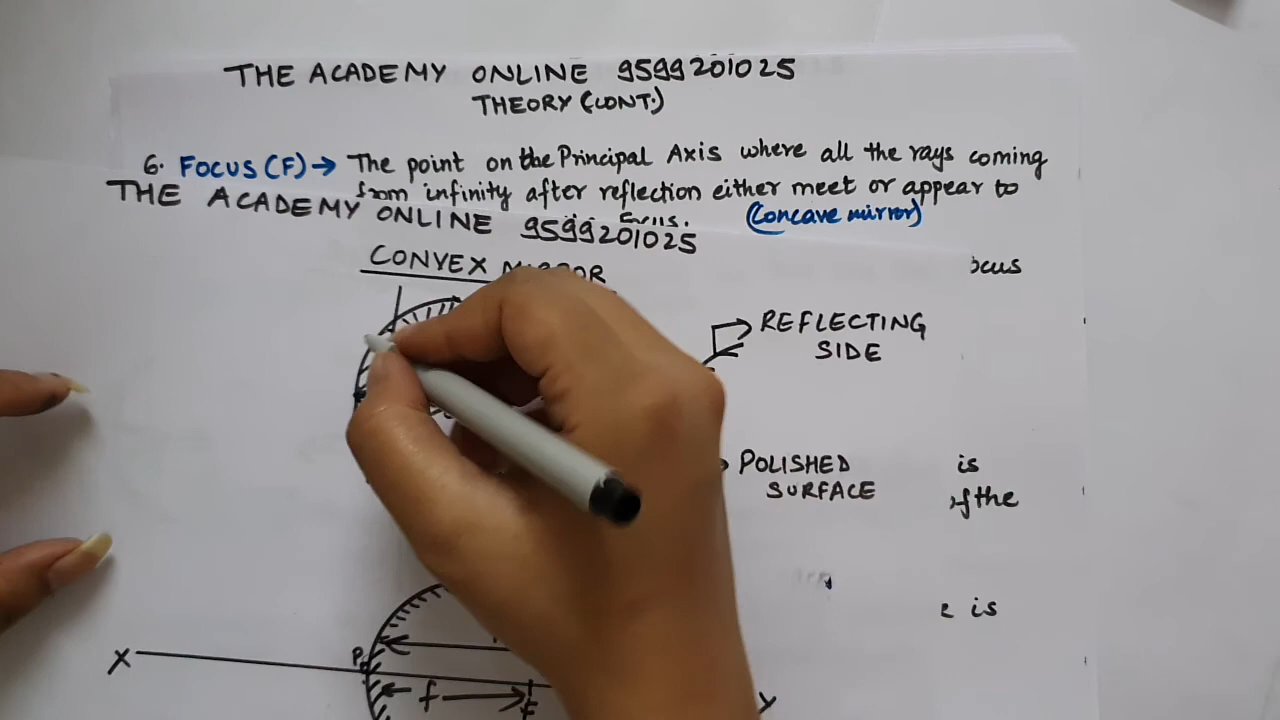 THE ACADEMY ONLINE 9599201025
THEORY (CONT.)
6. FOCUS (F) → The point on the Principal Axis where all the rays coming
from infinity after reflection either meet or appear to
THE ACADEMY ONLINE 9599201025
(Concave mirror)
CONVEX MIRROR
REFLECTING
SIDE
POLISHED
SURFACE
is
the
is
X
P
f
F
Y